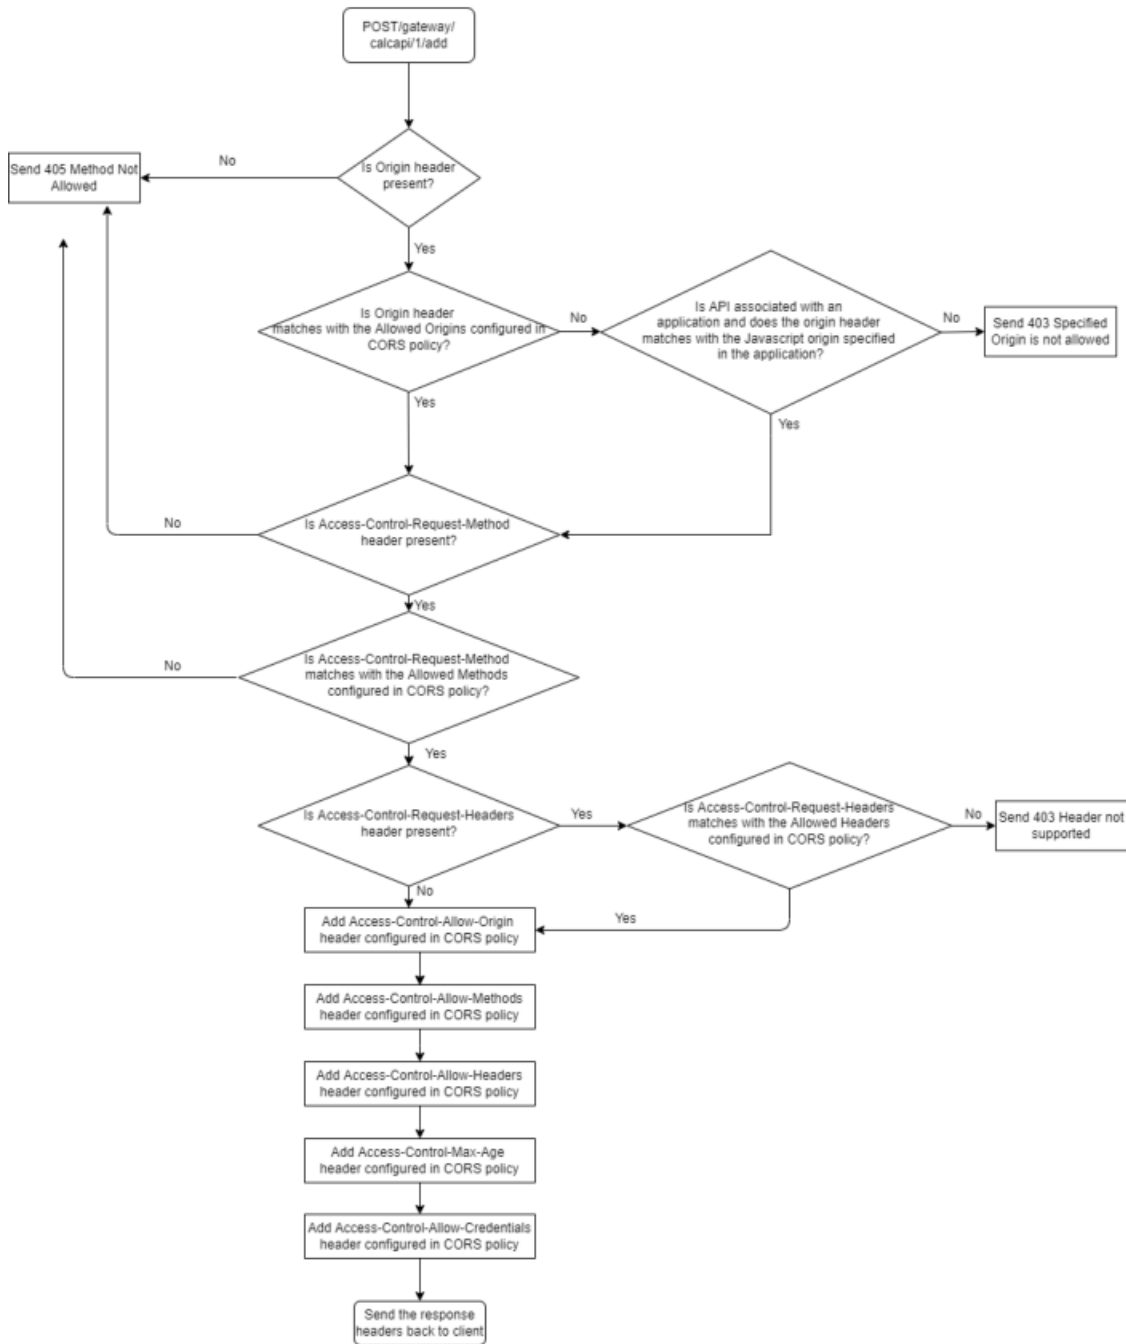 POST/gateway/
calcapi/1/add
Is Origin header
present?
No
Send 405 Method Not
Allowed
Yes
Is Origin header
matches with the Allowed Origins configured in
CORS policy?
No
Is API associated with an
application and does the origin header
matches with the Javascript origin specified
in the application?
No
Send 403 Specified
Origin is not allowed
Yes
Yes
Is Access-Control-Request-Method
header present?
No
Yes
Is Access-Control-Request-Method
matches with the Allowed Methods
configured in CORS policy?
No
Yes
Is Access-Control-Request-Headers
header present?
Yes
Is Access-Control-Request-Headers
matches with the Allowed Headers
configured in CORS policy?
No
Send 403 Header not
supported
No
Yes
Add Access-Control-Allow-Origin
header configured in CORS policy
Add Access-Control-Allow-Methods
header configured in CORS policy
Add Access-Control-Allow-Headers
header configured in CORS policy
Add Access-Control-Max-Age
header configured in CORS policy
Add Access-Control-Allow-Credentials
header configured in CORS policy
Send the response
headers back to client